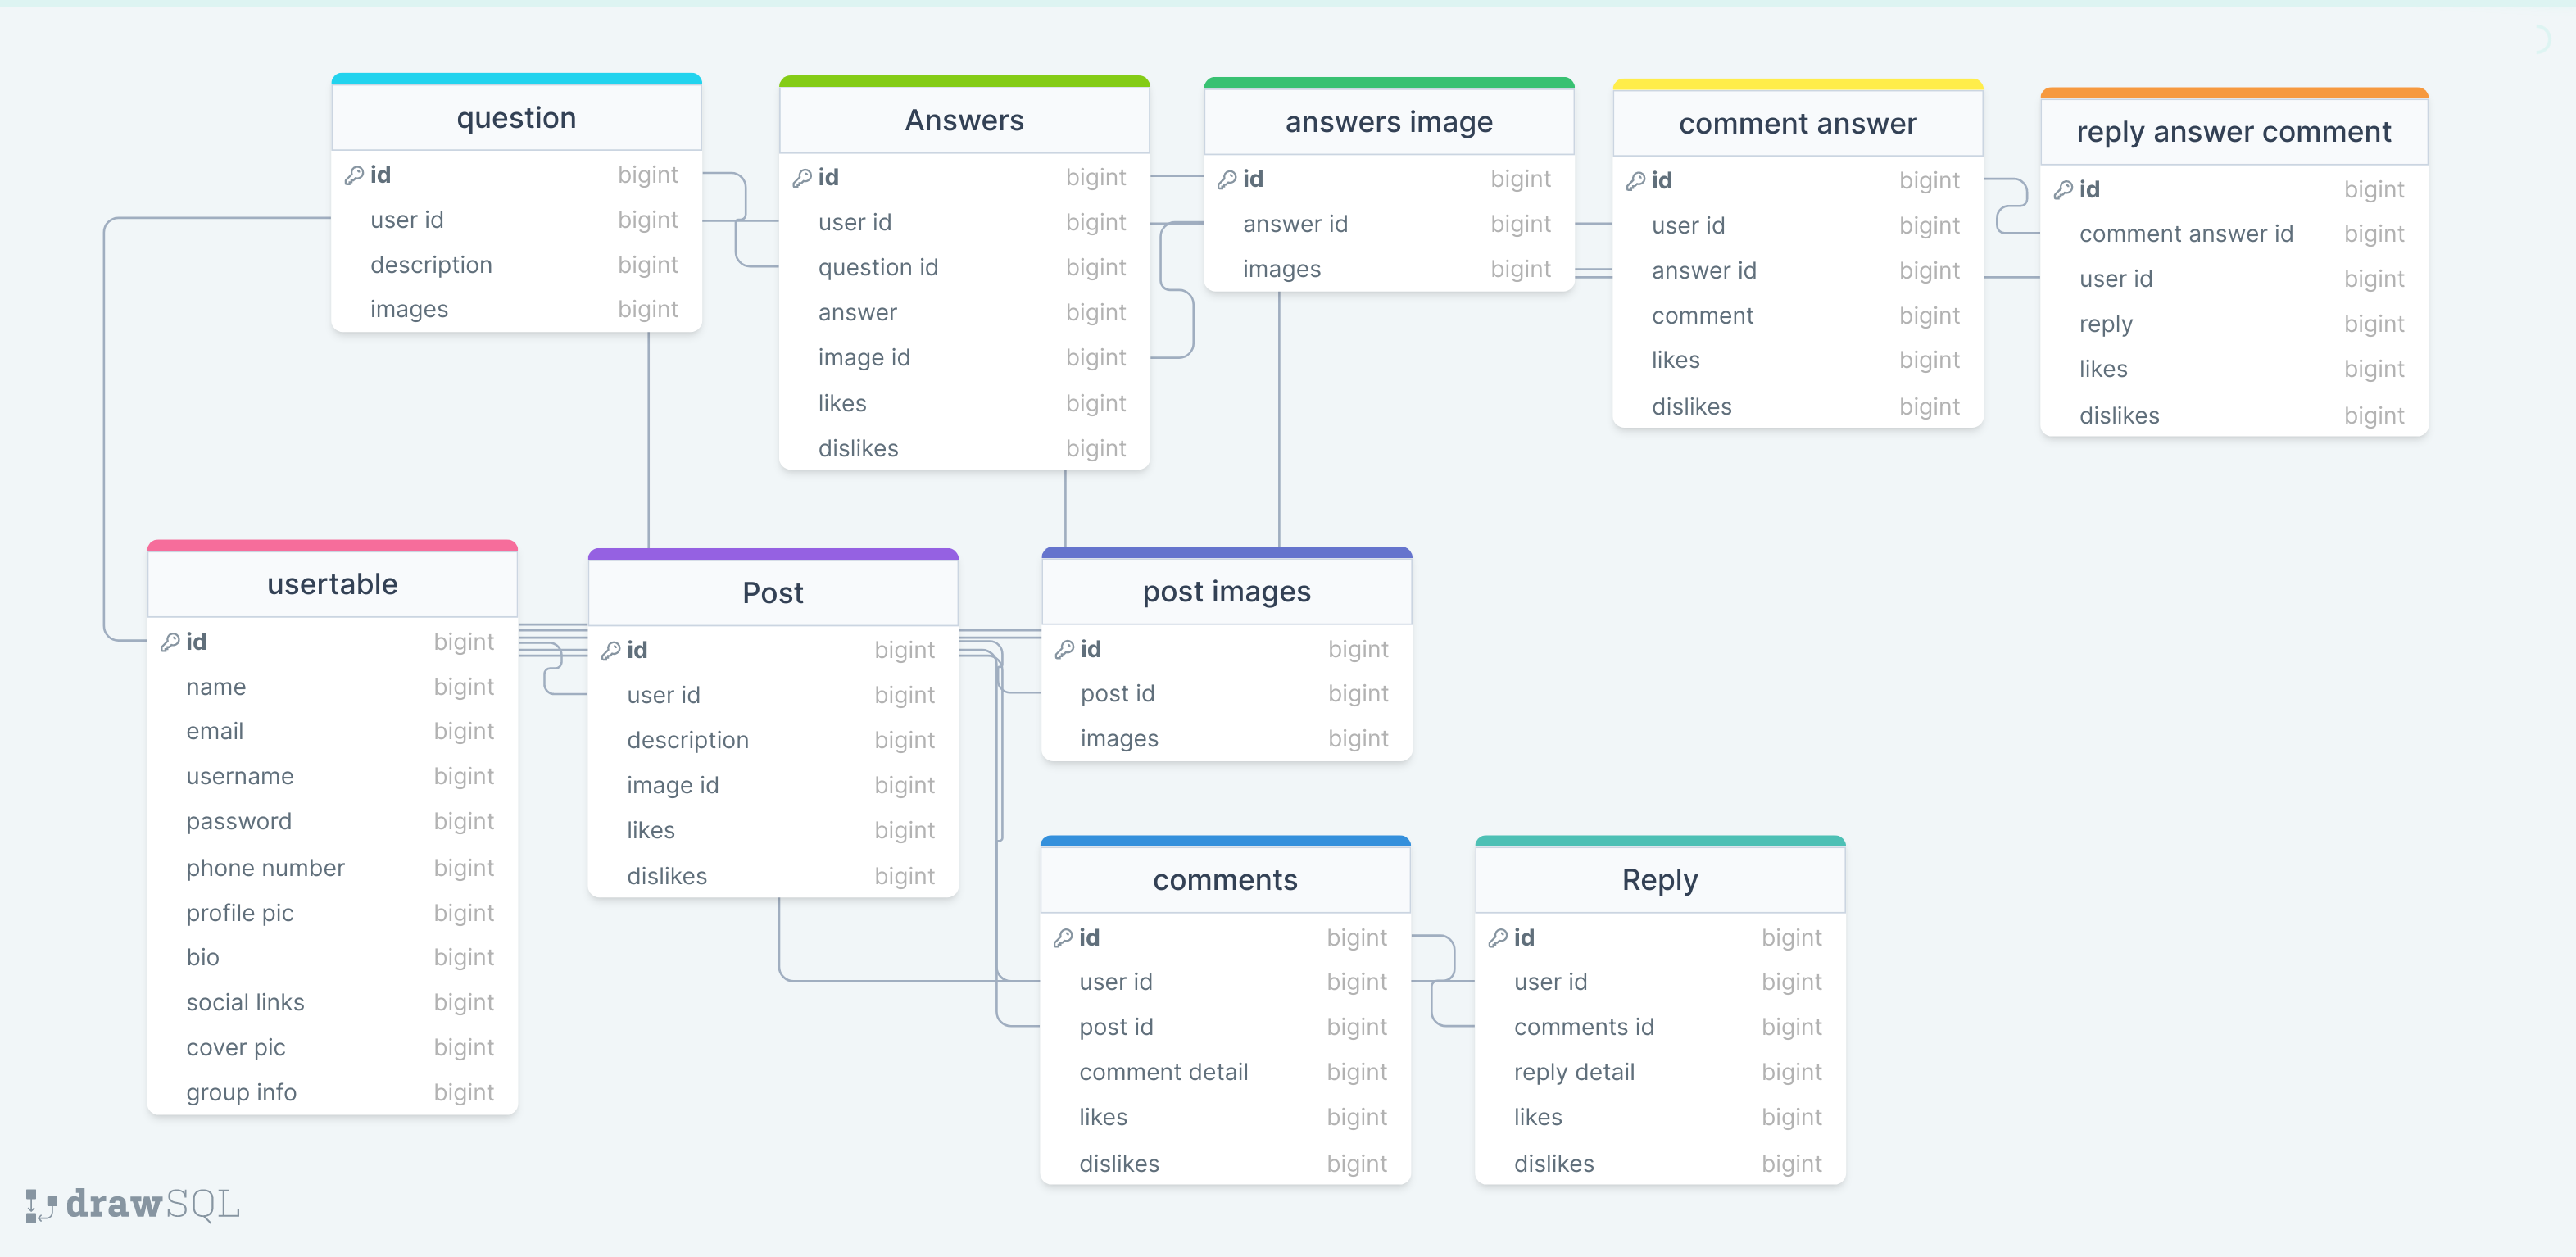 question
id bigint
user id bigint
description bigint
images bigint
Answers
id bigint
user id bigint
question id bigint
answer bigint
image id bigint
likes bigint
dislikes bigint
answers image
id bigint
answer id bigint
images bigint
comment answer
id bigint
user id bigint
answer id bigint
comment bigint
likes bigint
dislikes bigint
reply answer comment
id bigint
comment answer id bigint
user id bigint
reply bigint
likes bigint
dislikes bigint
usertable
id bigint
name bigint
email bigint
username bigint
password bigint
phone number bigint
profile pic bigint
bio bigint
social links bigint
cover pic bigint
group info bigint
Post
id bigint
user id bigint
description bigint
image id bigint
likes bigint
dislikes bigint
post images
id bigint
post id bigint
images bigint
comments
id bigint
user id bigint
post id bigint
comment detail bigint
likes bigint
dislikes bigint
Reply
id bigint
user id bigint
comments id bigint
reply detail bigint
likes bigint
dislikes bigint
drawSQL